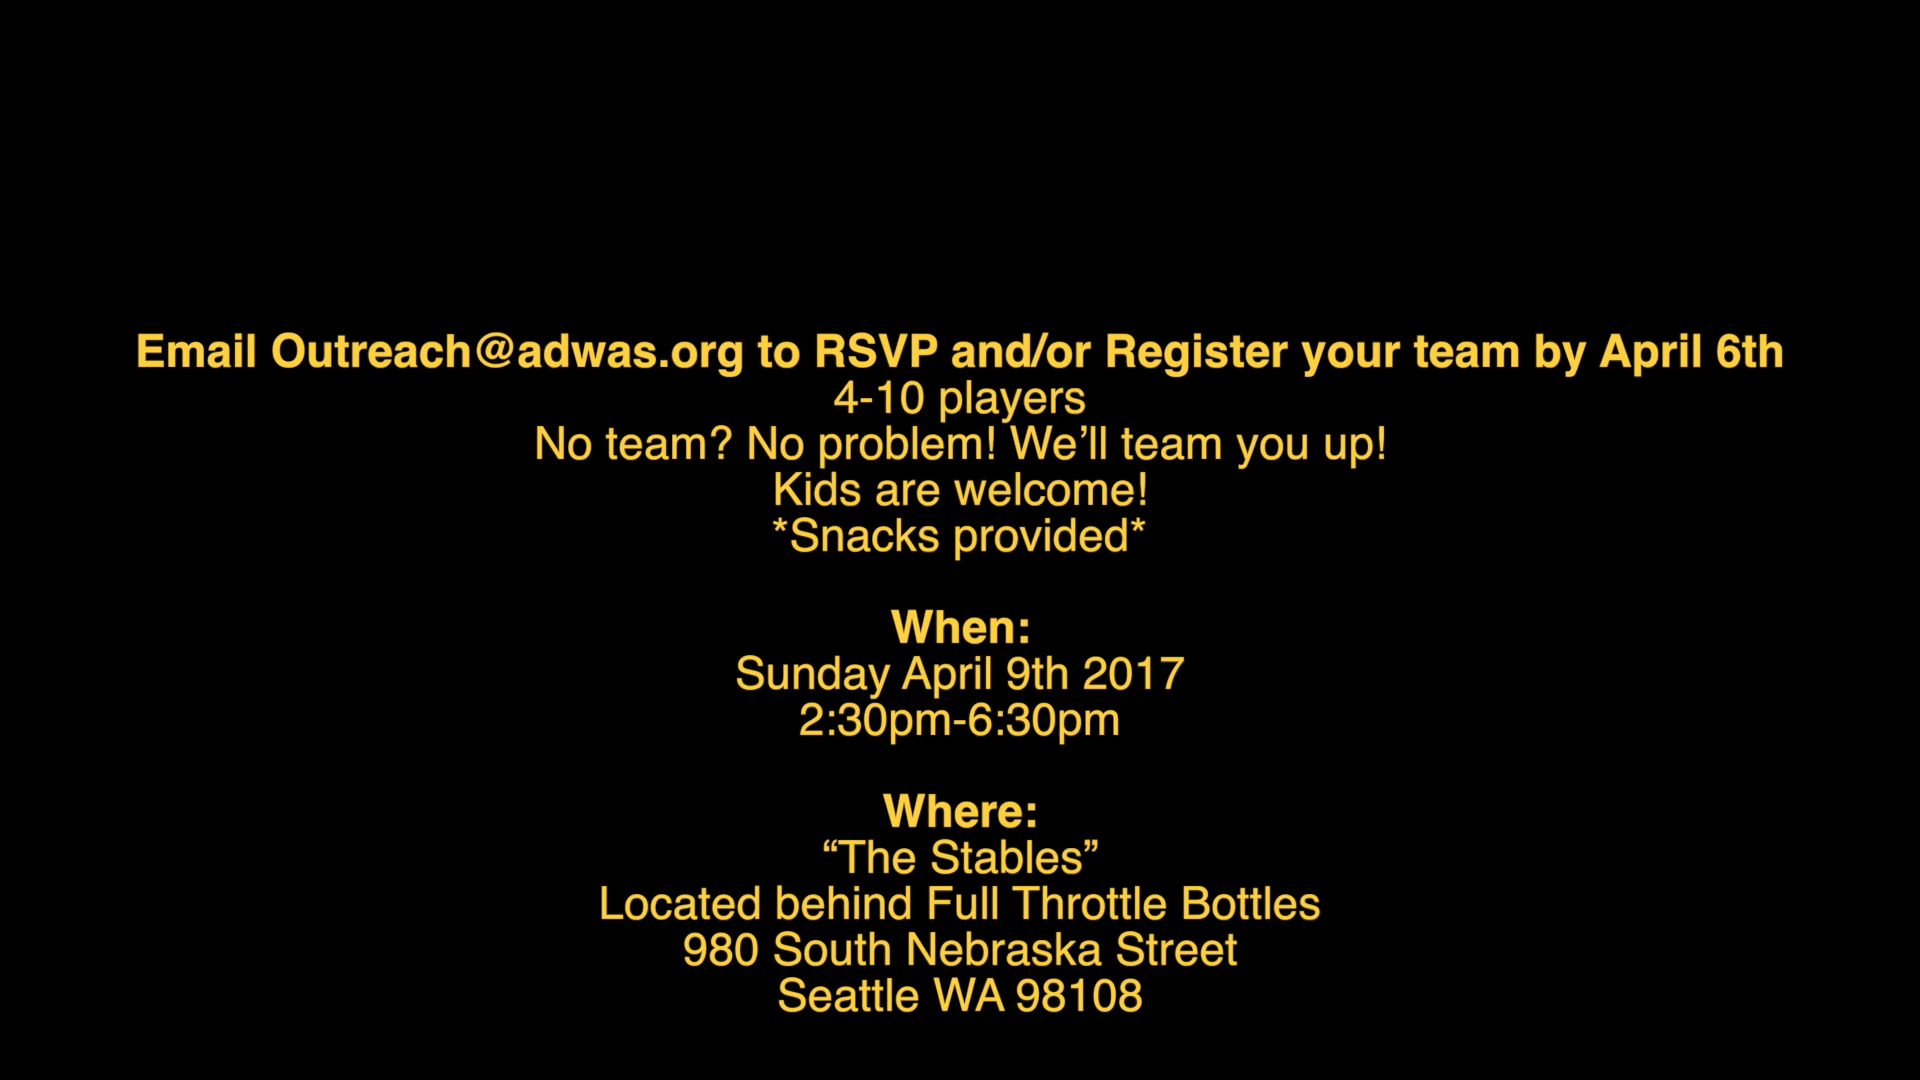 Email Outreach@adwas.org to RSVP and/or Register your team by April 6th
4-10 players
No team? No problem! We’ll team you up!
Kids are welcome!
*Snacks provided*
When:
Sunday April 9th 2017
2:30pm-6:30pm
Where:
“The Stables”
Located behind Full Throttle Bottles
980 South Nebraska Street
Seattle WA 98108